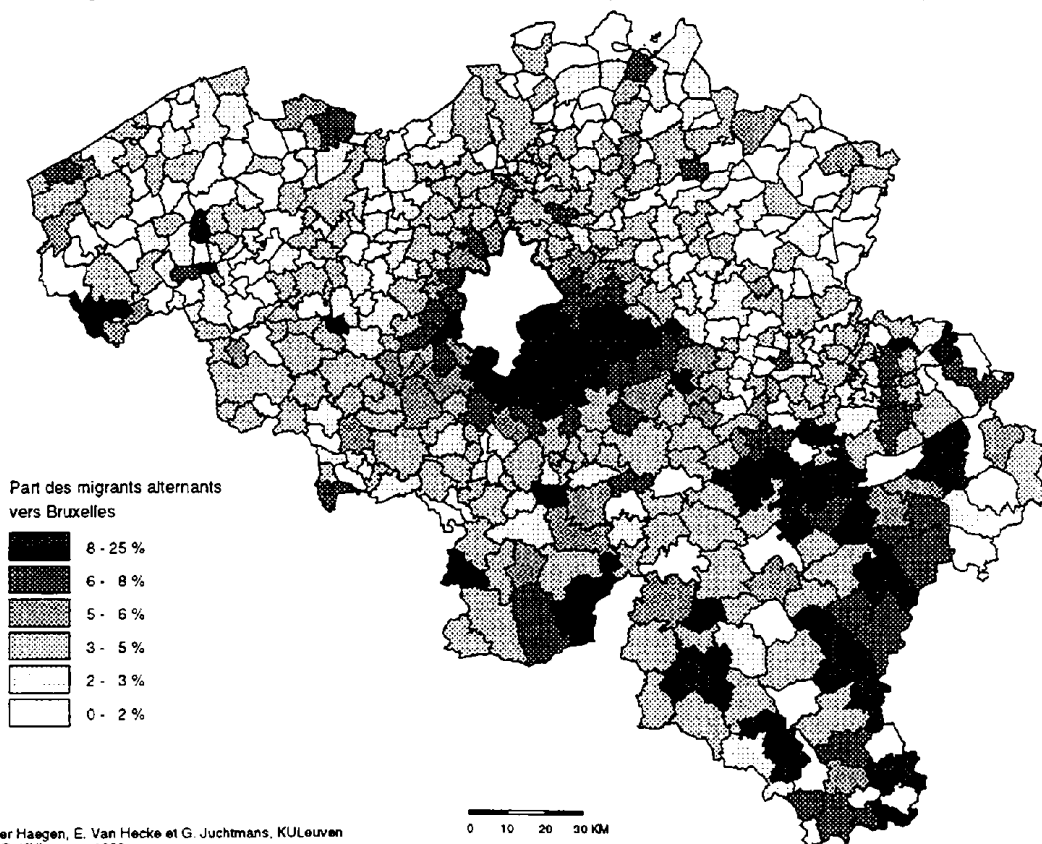 Part des migrants alternants
vers Bruxelles
8 - 25 %
6 - 8 %
5 - 6 %
3 - 5 %
2 - 3 %
0 - 2 %
0 10 20 30 KM
er Haegen, E. Van Hecke et G. Juchtmans, KULeuven